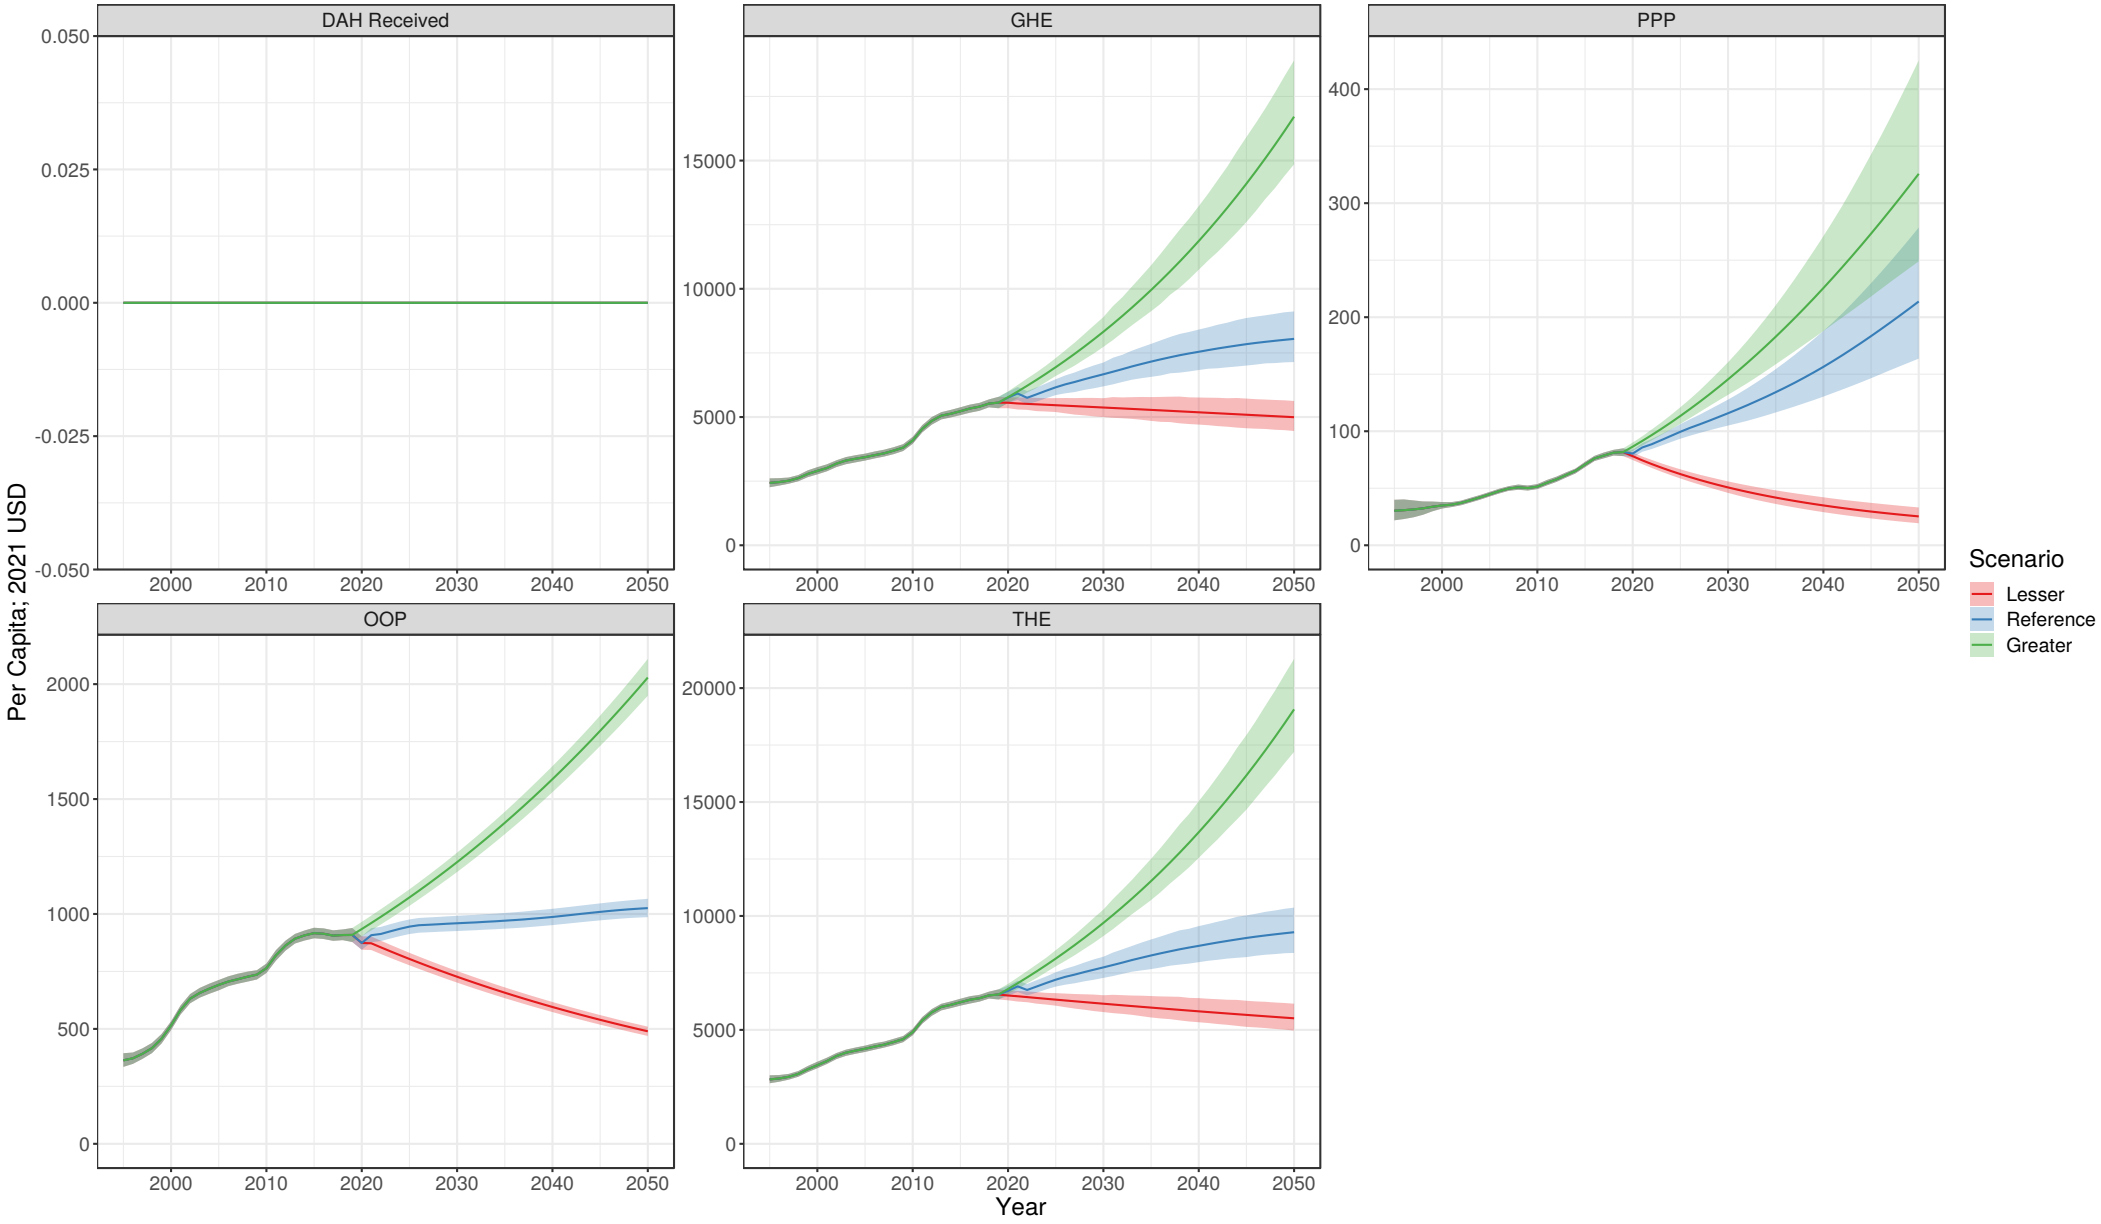 DAH Received
GHE
PPP
0.050
0.025
0.000
-0.025
-0.050
15000
10000
5000
0
400
300
200
100
0
2000 2010 2020 2030 2040 2050
2000 2010 2020 2030 2040 2050
2000 2010 2020 2030 2040 2050
Per Capita; 2021 USD
OOP
THE
2000
1500
1000
500
0
20000
15000
10000
5000
0
2000 2010 2020 2030 2040 2050
2000 2010 2020 2030 2040 2050
Year
Scenario
Lesser
Reference
Greater